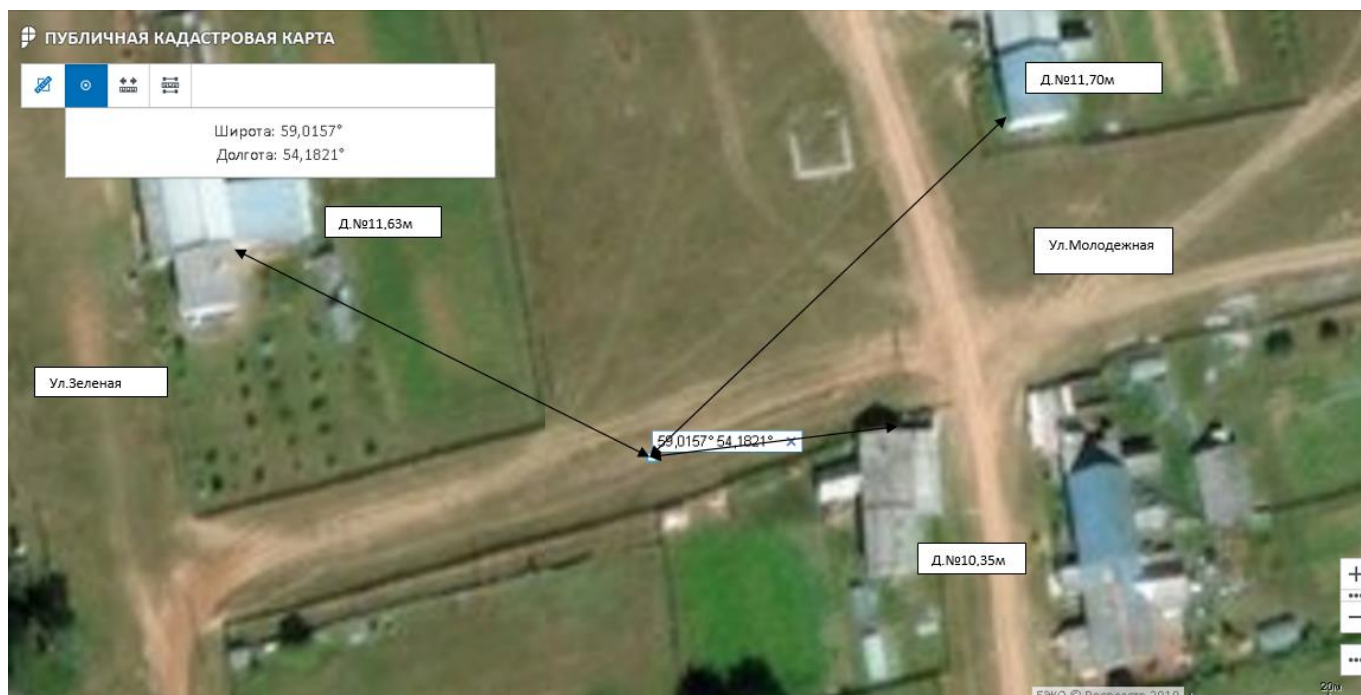 ПУБЛИЧНАЯ КАДАСТРОВАЯ КАРТА
Широта: 59,0157°
Долгота: 54,1821°
Д.№11,70м
Д.№11,63м
Ул.Молодежная
Ул.Зеленая
59,0157° 54,1821° ×
Д.№10,35м
20м